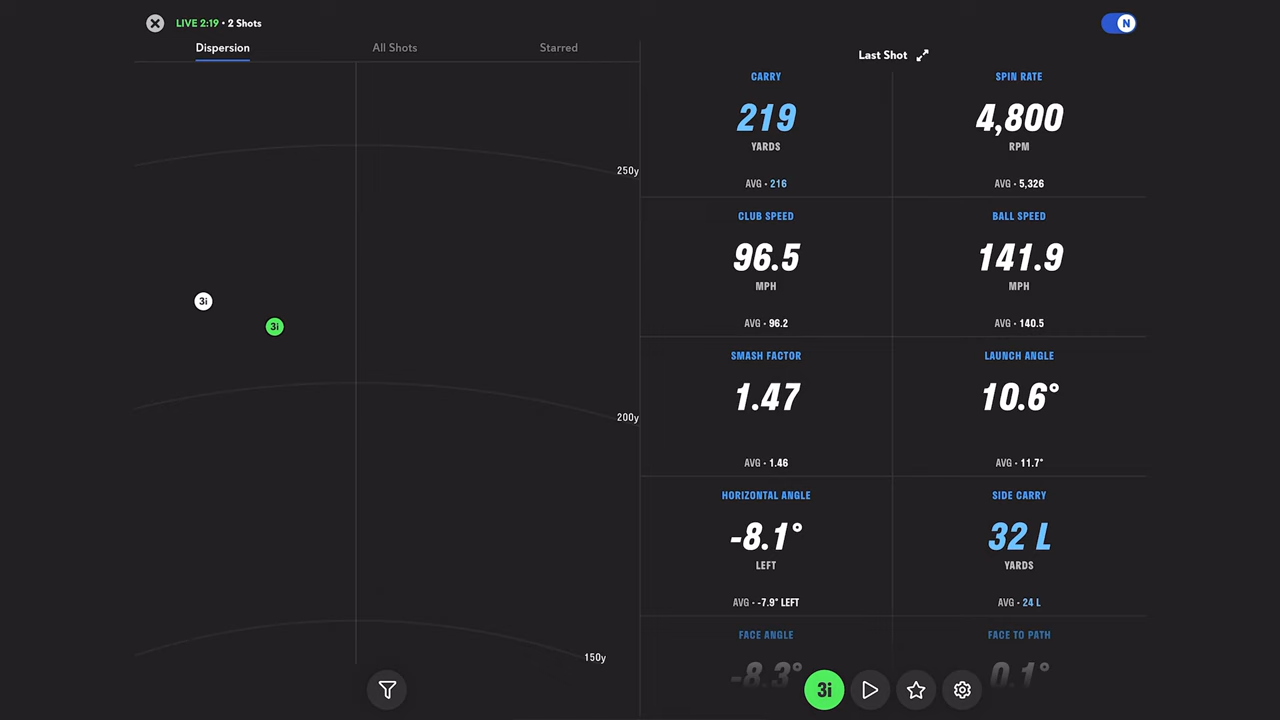 LIVE 2:19 • 2 Shots
N
Dispersion
All Shots
Starred
250y
3i
3i
200y
150y
Last Shot
CARRY
219
YARDS
AVG • 216
SPIN RATE
4,800
RPM
AVG • 5,326
CLUB SPEED
96.5
MPH
AVG • 96.2
BALL SPEED
141.9
MPH
AVG • 140.5
SMASH FACTOR
1.47
AVG • 1.46
LAUNCH ANGLE
10.6°
AVG • 11.7°
HORIZONTAL ANGLE
-8.1°
LEFT
AVG • -7.9° LEFT
SIDE CARRY
32 L
YARDS
AVG • 24 L
FACE ANGLE
-8.3°
FACE TO PATH
0.1°
3i